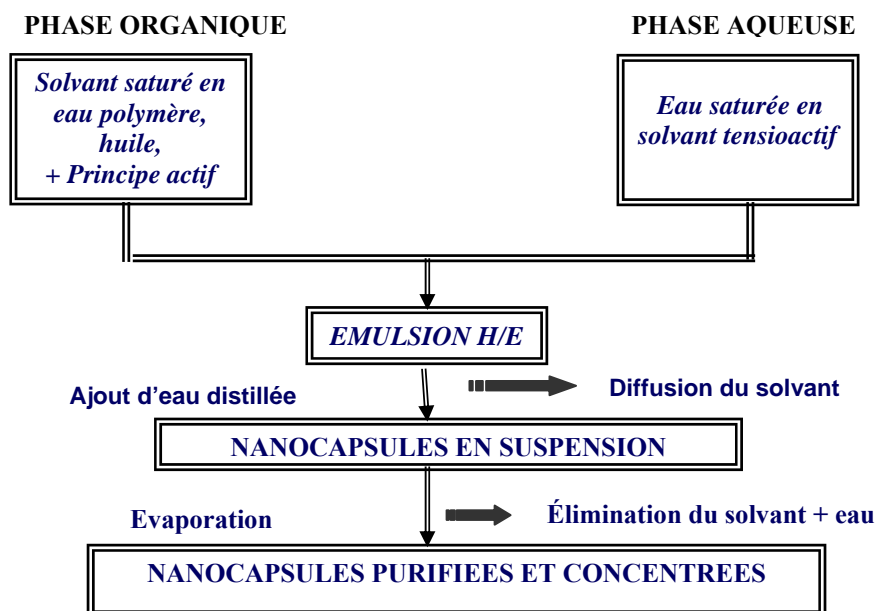 PHASE ORGANIQUE
PHASE AQUEUSE
Solvant saturé en
eau polymère,
huile,
+ Principe actif
Eau saturée en
solvant tensioactif
EMULSION H/E
Ajout d'eau distillée
Diffusion du solvant
NANOCAPSULES EN SUSPENSION
Evaporation
Élimination du solvant + eau
NANOCAPSULES PURIFIEES ET CONCENTREES